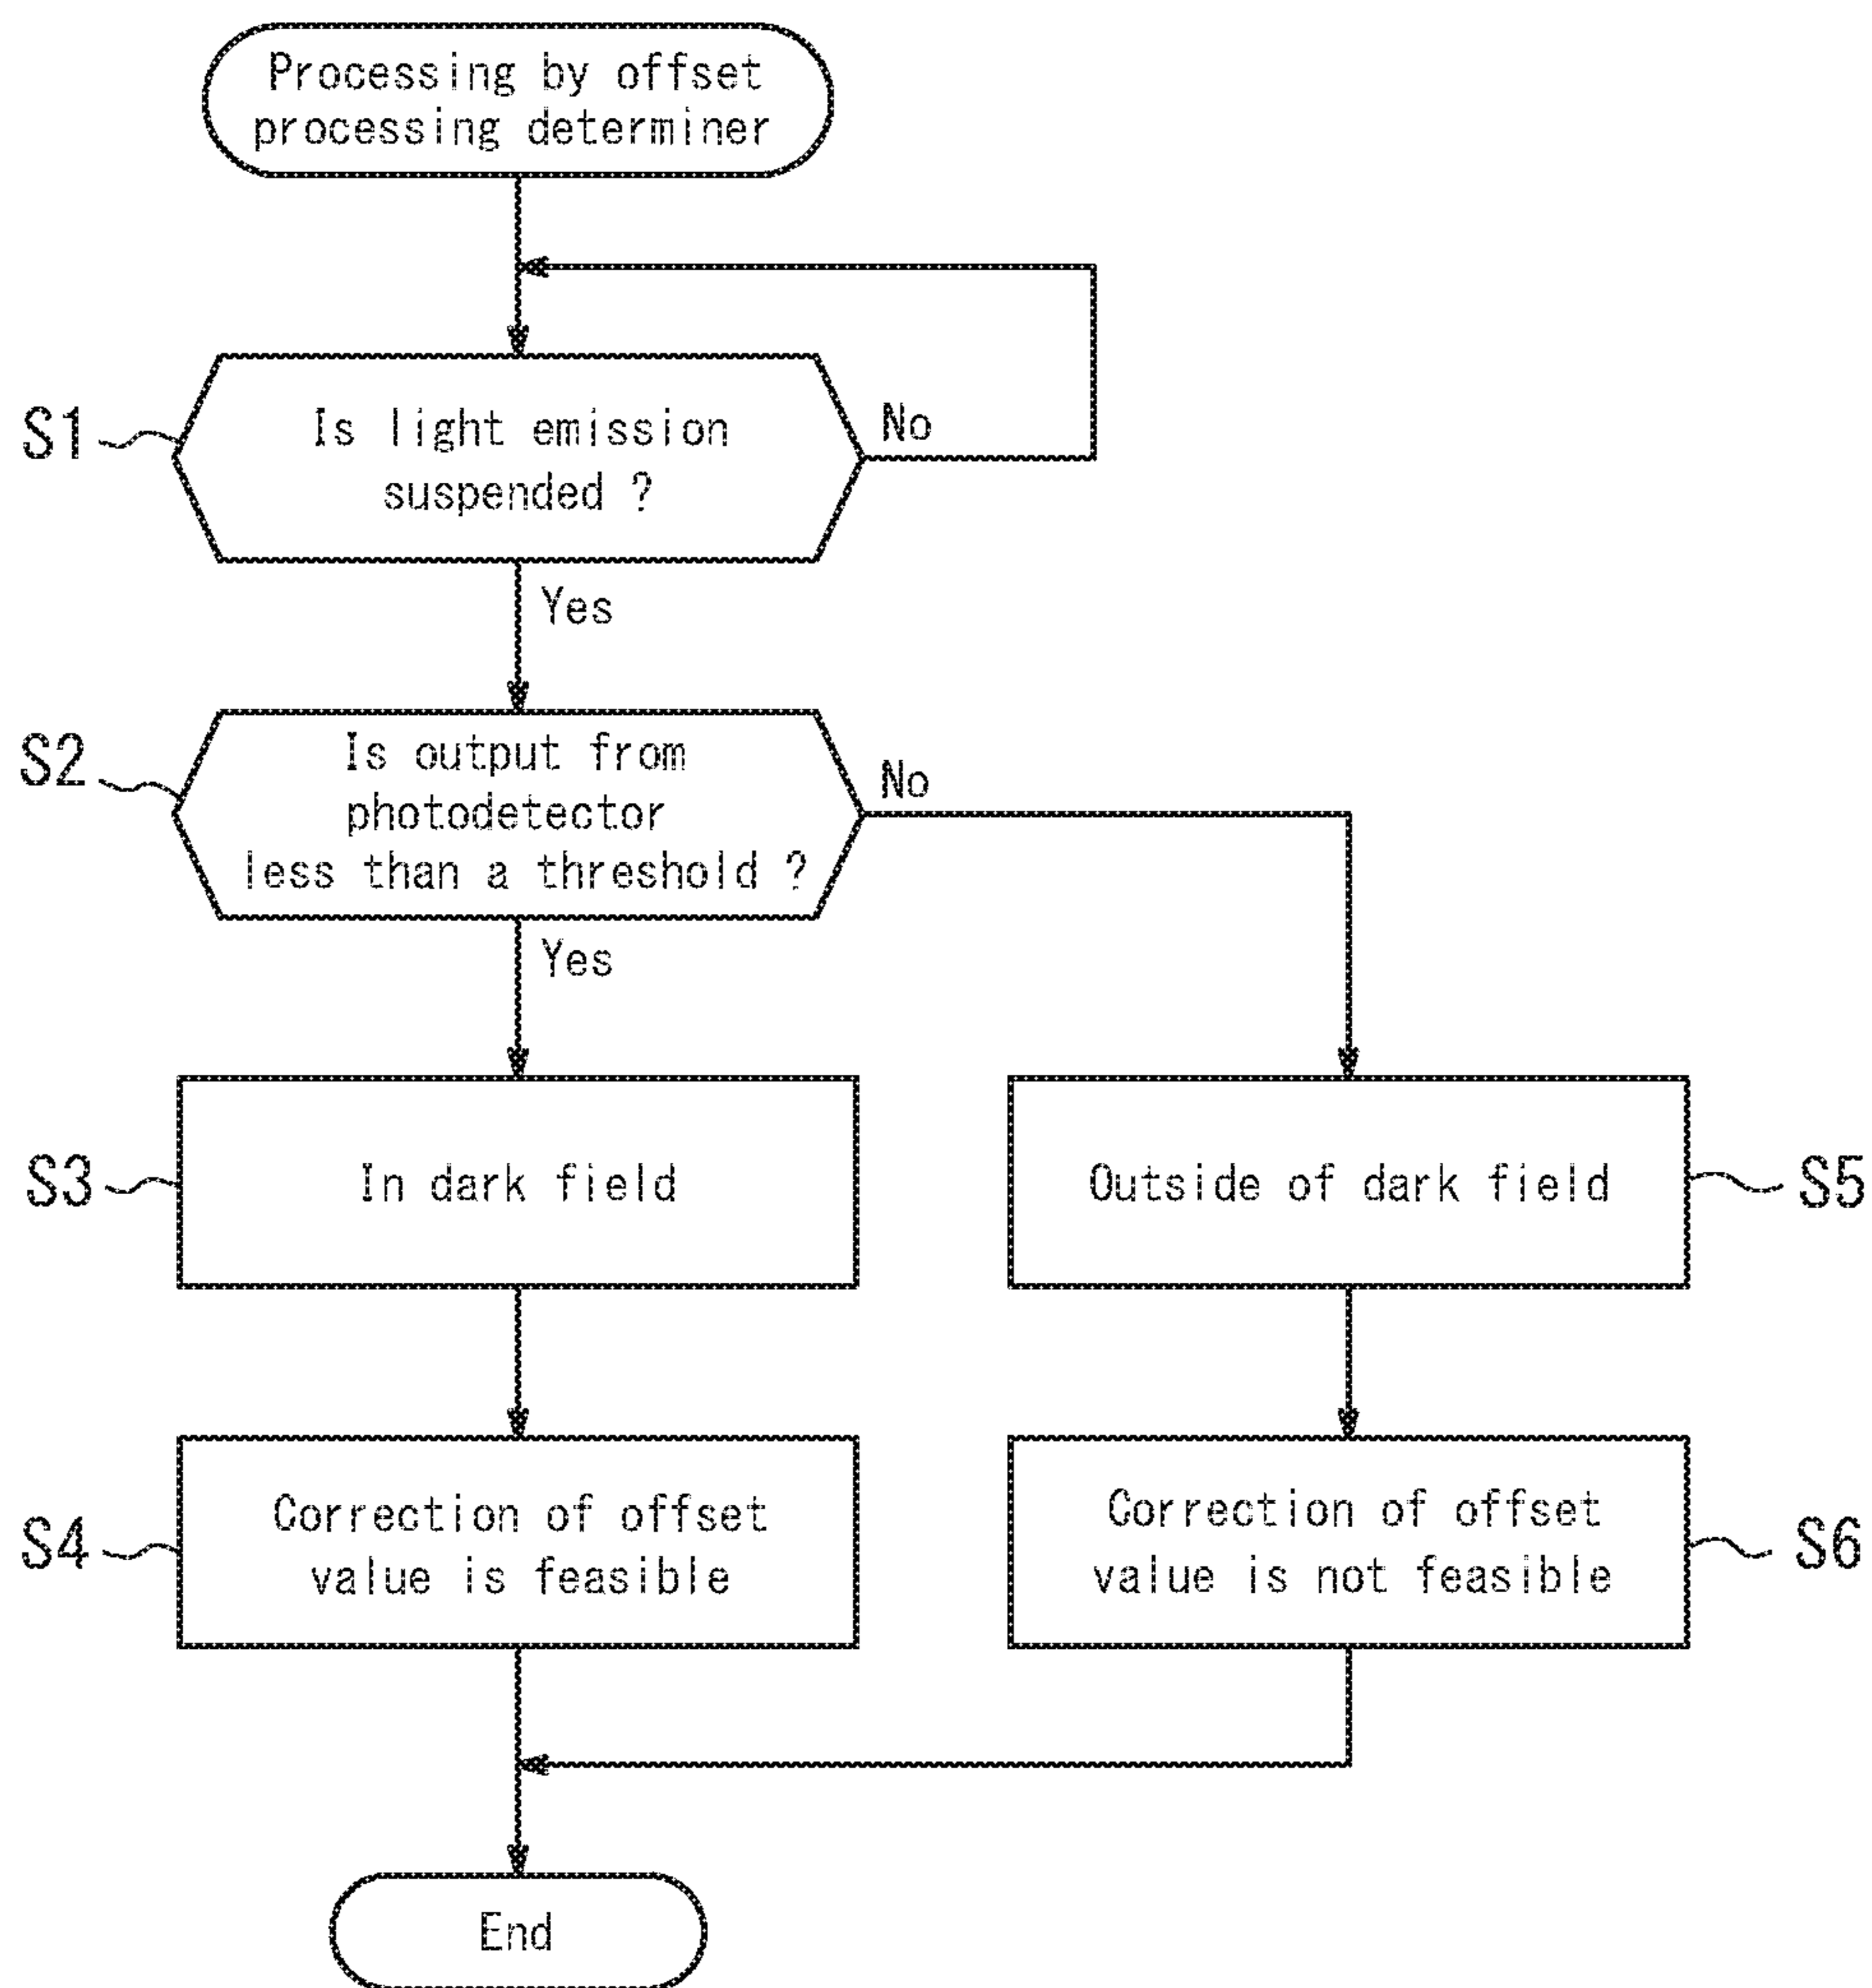 Processing by offset
processing determiner
S1
Is light emission
suspended ?
No
Yes
S2
Is output from
photodetector
less than a threshold ?
No
Yes
S3
In dark field
Outside of dark field
S5
S4
Correction of offset
value is feasible
Correction of offset
value is not feasible
S6
End